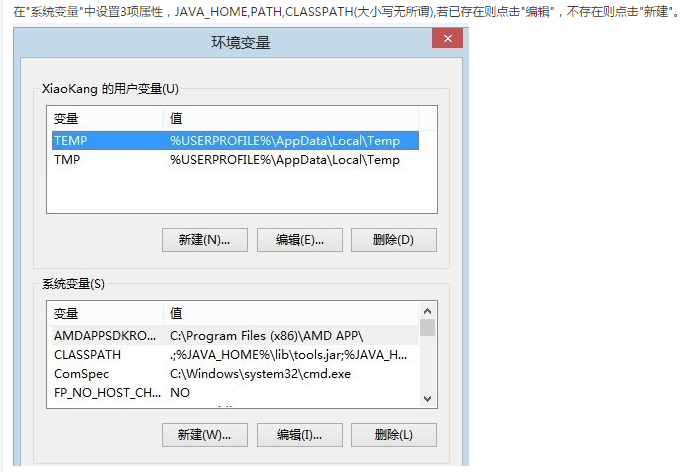 在"系统变量"中设置3项属性，JAVA_HOME,PATH,CLASSPATH(大小写无所谓),若已存在则点击"编辑"，不存在则点击"新建"。
环境变量
XiaoKang 的用户变量(U)
变量 值
TEMP %USERPROFILE%\AppData\Local\Temp
TMP %USERPROFILE%\AppData\Local\Temp
新建(N)... 编辑(E)... 删除(D)
系统变量(S)
变量 值
AMDAPPSDKRO... C:\Program Files (x86)\AMD APP\
CLASSPATH .;%JAVA_HOME%\lib\tools.jar;%JAVA_H...
ComSpec C:\Windows\system32\cmd.exe
FP_NO_HOST_CH... NO
新建(W)... 编辑(I)... 删除(L)